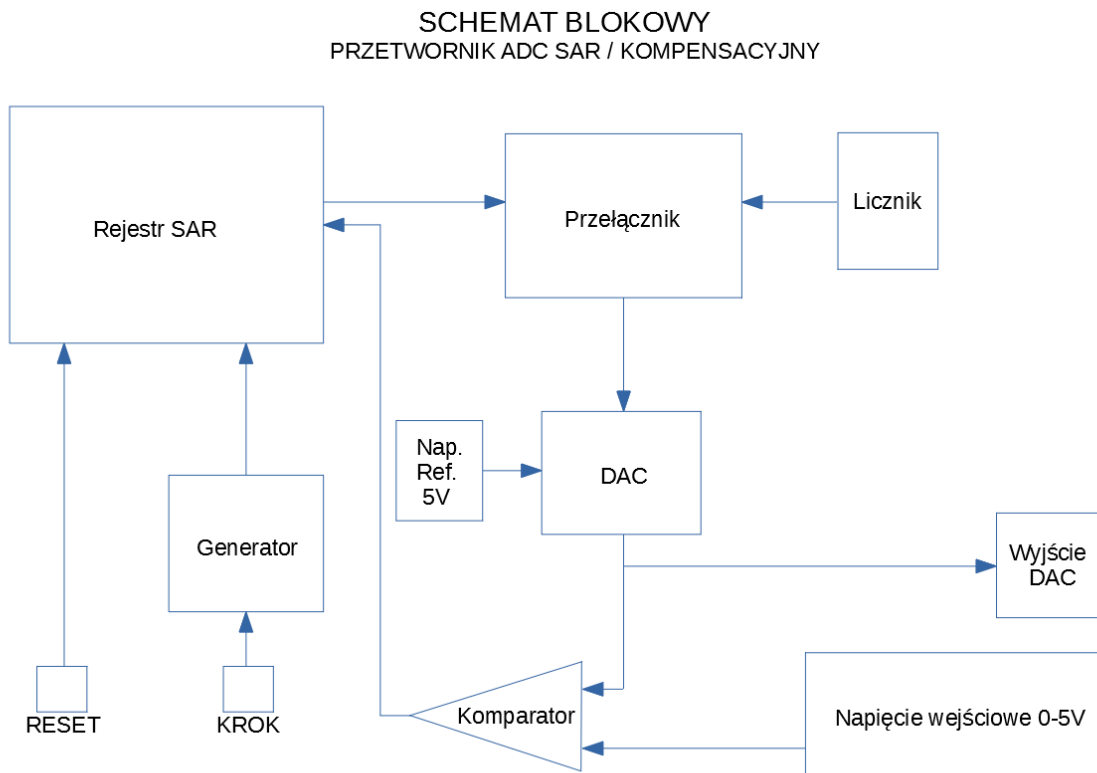 SCHEMAT BLOKOWY
PRZETWORNIK ADC SAR / KOMPENSACYJNY
Rejestr SAR
Przełącznik
Licznik
Nap.
Ref.
5V
DAC
Generator
Wyjście
DAC
Komparator
Napięcie wejściowe 0-5V
RESET
KROK